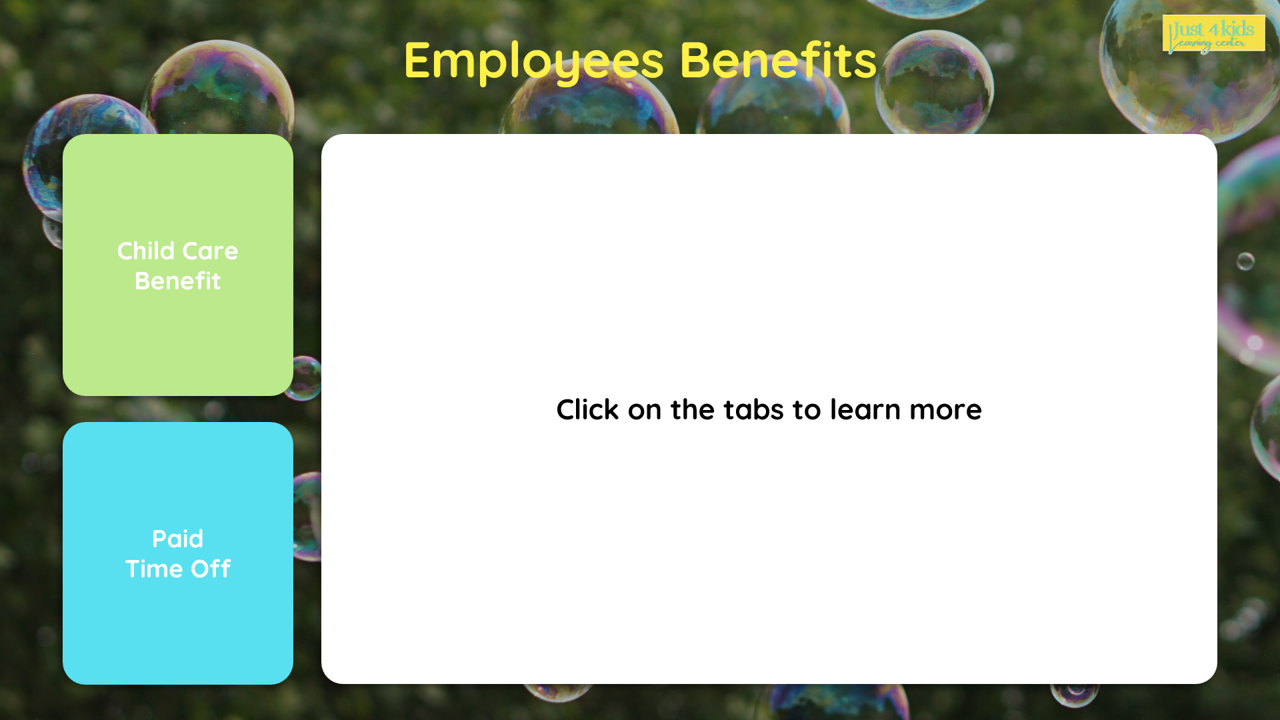 Employees Benefits
Just 4 kids
learning center
Child Care
Benefit
Click on the tabs to learn more
Paid
Time Off